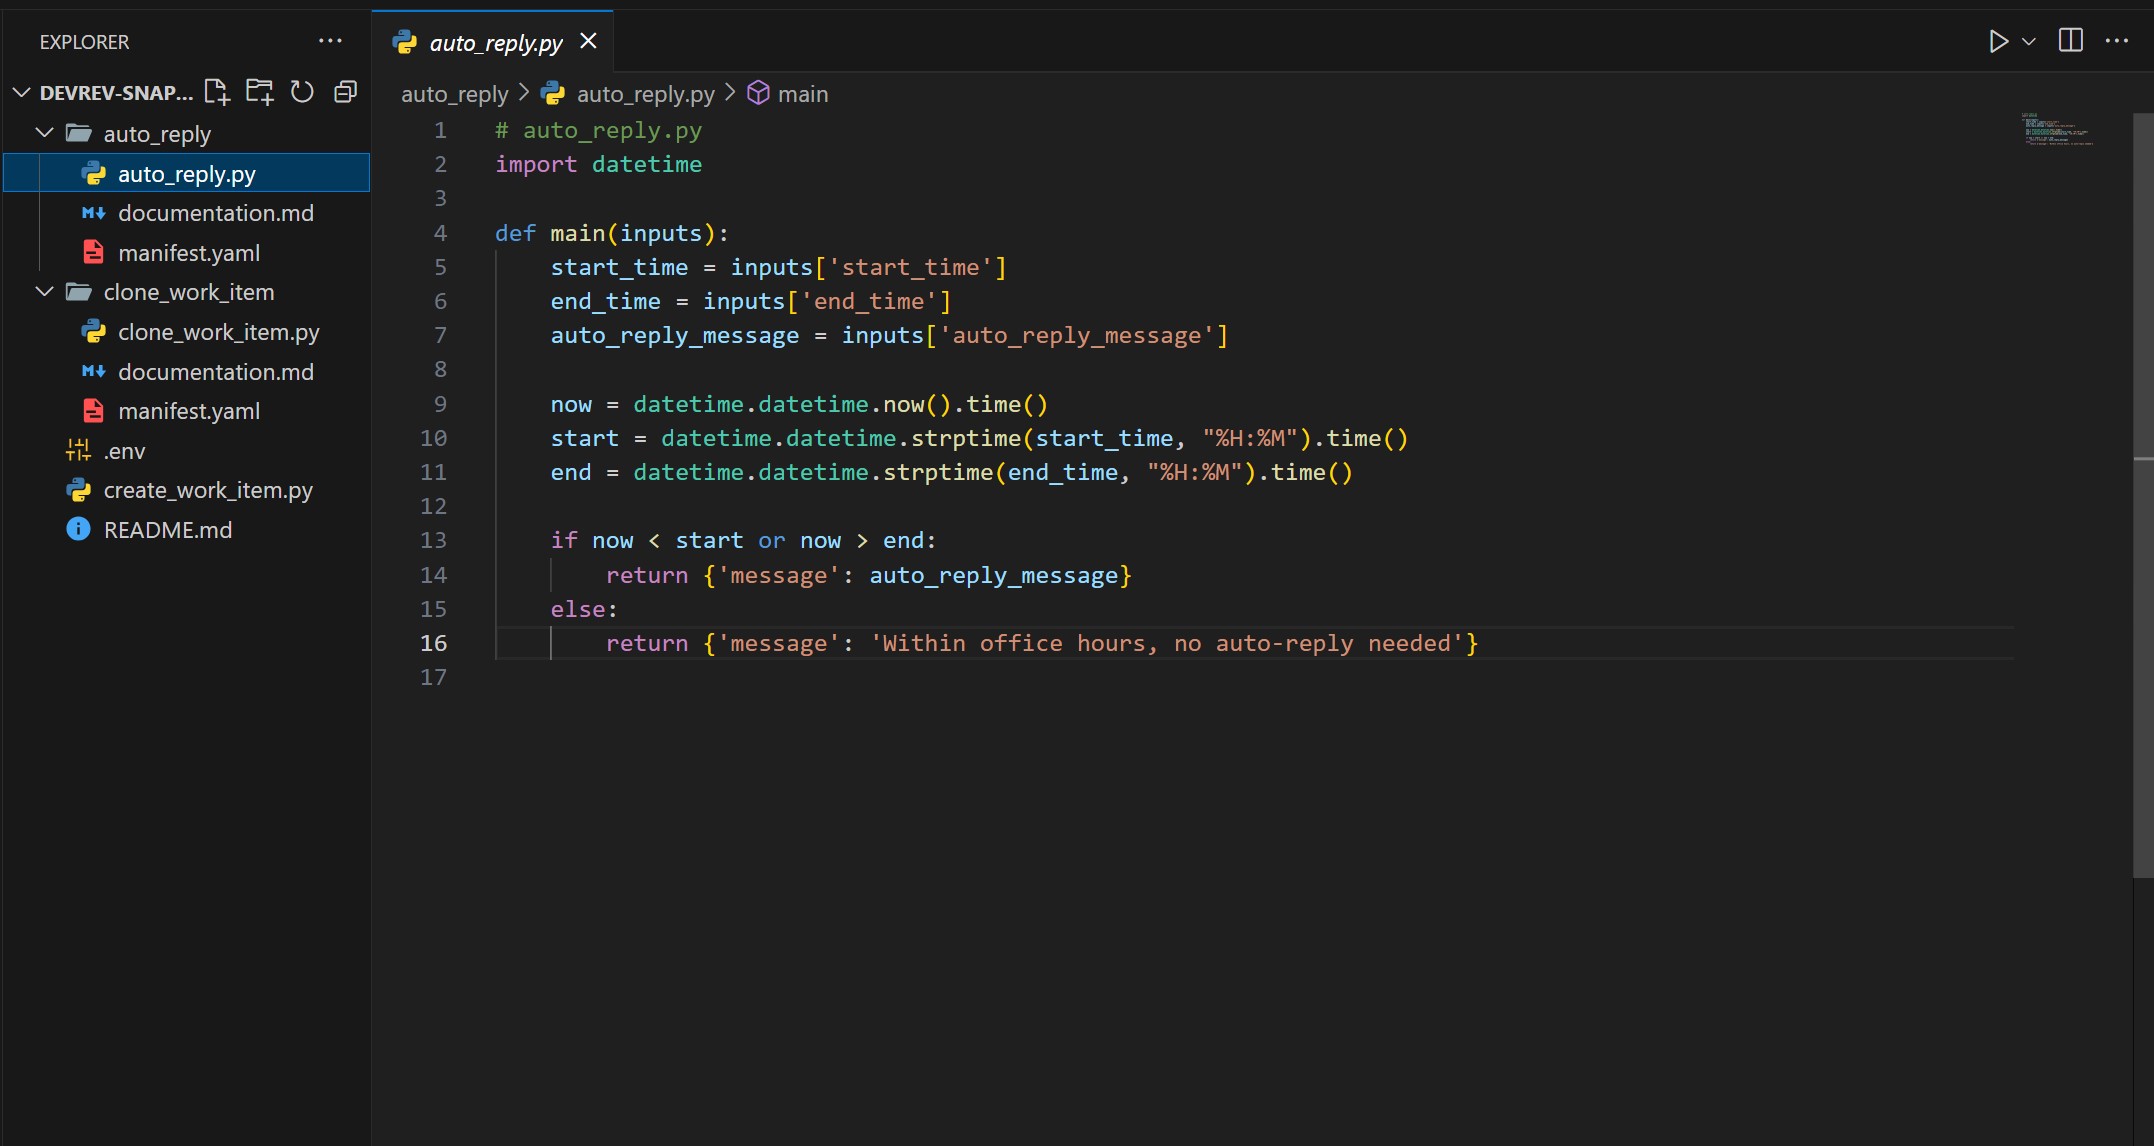 EXPLORER
DEVREV-SNAP...
auto_reply
auto_reply.py
documentation.md
manifest.yaml
clone_work_item
clone_work_item.py
documentation.md
manifest.yaml
.env
create_work_item.py
README.md
auto_reply.py
auto_reply > auto_reply.py > main
1 # auto_reply.py
2 import datetime
3
4 def main(inputs):
5     start_time = inputs['start_time']
6     end_time = inputs['end_time']
7     auto_reply_message = inputs['auto_reply_message']
8
9     now = datetime.datetime.now().time()
10     start = datetime.datetime.strptime(start_time, "%H:%M").time()
11     end = datetime.datetime.strptime(end_time, "%H:%M").time()
12
13     if now < start or now > end:
14         return {'message': auto_reply_message}
15     else:
16         return {'message': 'Within office hours, no auto-reply needed'}
17